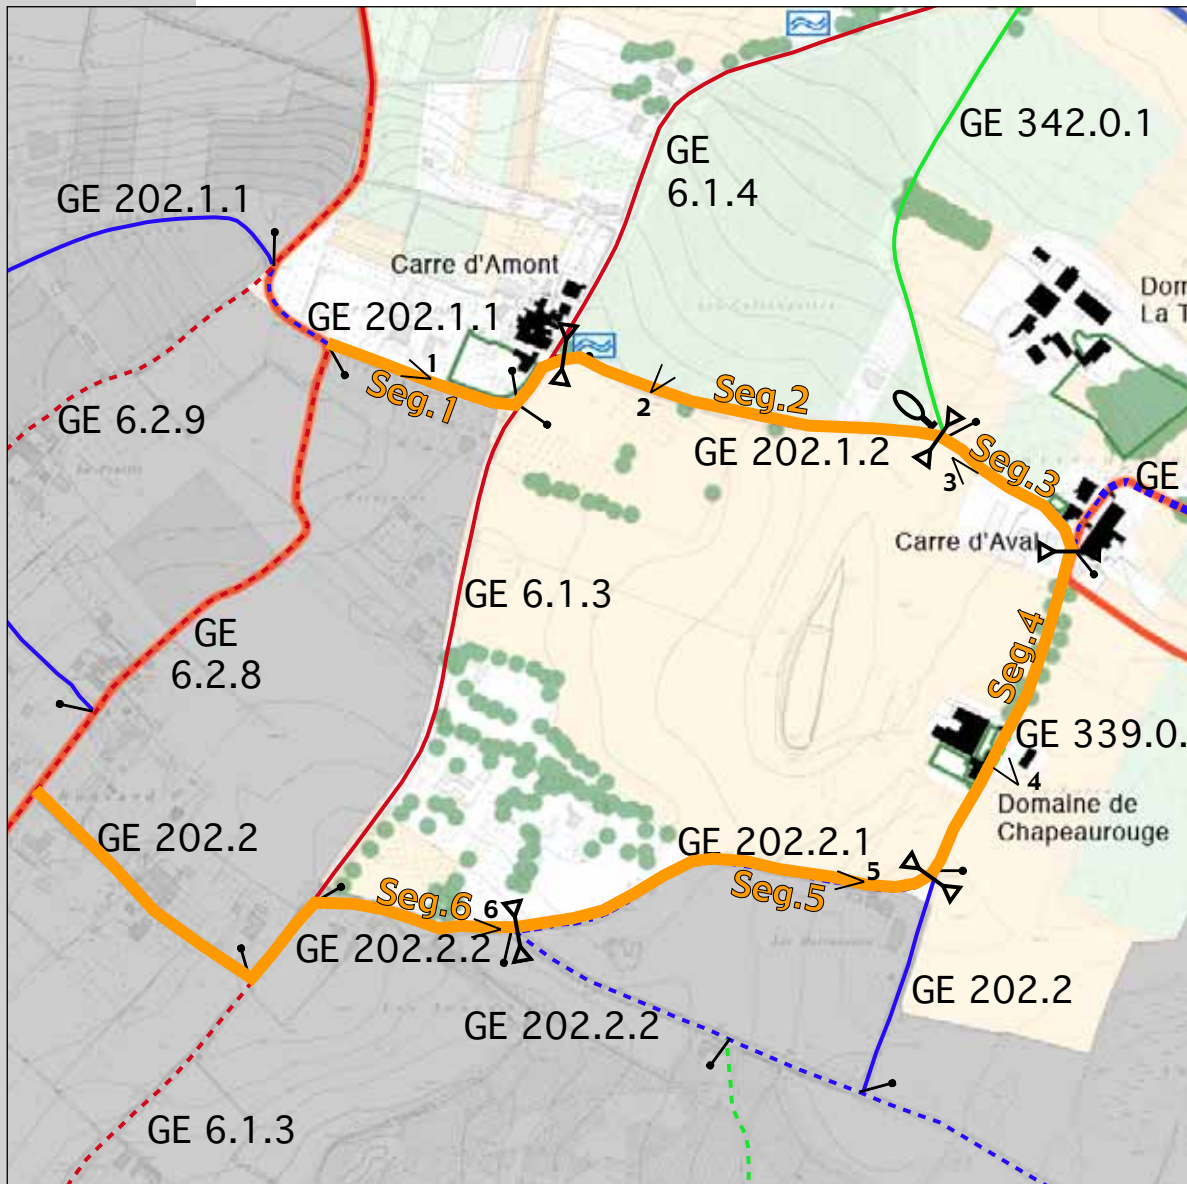 GE 342.0.1
GE
6.1.4
GE 202.1.1
Carre d'Amont
Dom
La T
GE 202.1.1
1
Seg.1
2
Seg.2
GE 6.2.9
GE 202.1.2
3
Seg.3
GE
Carre d'Aval
GE 6.1.3
GE
6.2.8
Seg.4
GE 339.0.
4
Domaine de
Chapeaurouge
GE 202.2
GE 202.2.1
5
Seg.5
Seg.6
6
GE 202.2.2
GE 202.2
GE 202.2.2
GE 6.1.3